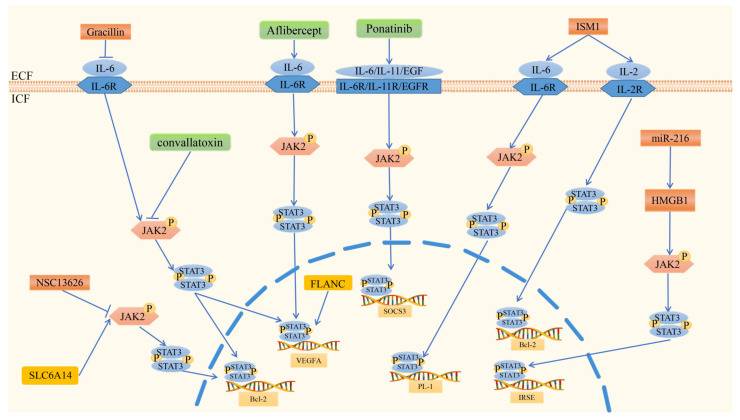 Gracillin
Aflibercept
Ponatinib
ISM1
IL-6
IL-6
IL-6/IL-11/EGF
IL-6
IL-2
ECF
ICF
IL-6R
IL-6R
IL-6R/IL-11R/EGFR
IL-6R
IL-2R
convallatoxin
miR-216
JAK2
P
JAK2
P
JAK2
P
HMGB1
STAT3
P P
STAT3
JAK2
P
STAT3
P P
STAT3
STAT3
P P
STAT3
STAT3
P P
STAT3
JAK2
P
STAT3
P P
STAT3
NSC13626
FLANC
STAT3
P P
STAT3
SOCS3
JAK2
P
STAT3
P P
STAT3
VEGFA
STAT3
P P
STAT3
Bcl-2
STAT3
P P
STAT3
SLC6A14
STAT3
P P
STAT3
STAT3
P P
STAT3
Bcl-2
STAT3
P P
STAT3
PL-1
STAT3
P P
STAT3
IRSE